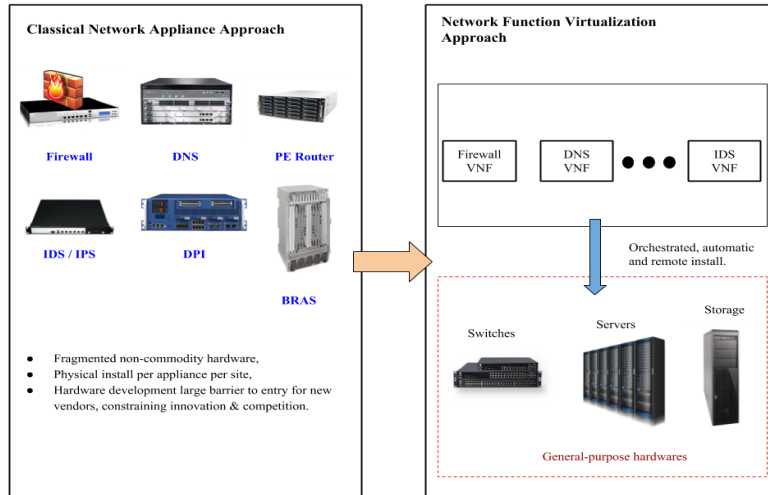 Classical Network Appliance Approach
Firewall
DNS
PE Router
IDS / IPS
DPI
BRAS
● Fragmented non-commodity hardware,
● Physical install per appliance per site,
● Hardware development large barrier to entry for new
vendors, constraining innovation & competition.
Network Function Virtualization
Approach
Firewall
VNF
DNS
VNF
IDS
VNF
Orchestrated, automatic
and remote install.
Switches
Servers
Storage
General-purpose hardwares